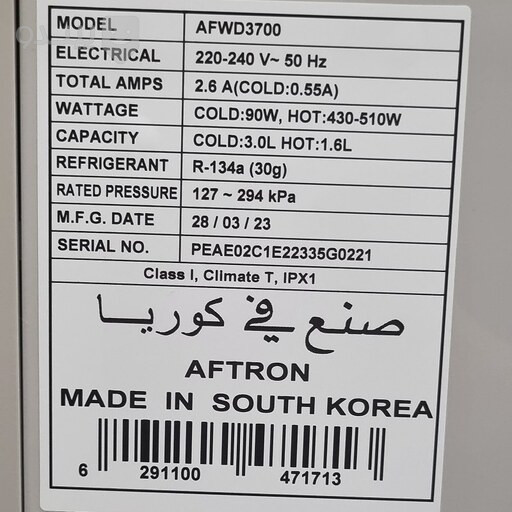 MODEL AFWD3700
ELECTRICAL 220-240 V~ 50 Hz
TOTAL AMPS 2.6 A(COLD:0.55A)
WATTAGE COLD:90W, HOT:430-510W
CAPACITY COLD:3.0L HOT:1.6L
REFRIGERANT R-134a (30g)
RATED PRESSURE 127 ~ 294 kPa
M.F.G. DATE 28 / 03 / 23
SERIAL NO. PEAE02C1E22335G0221
Class I, Climate T, IPX1
صنع في كوريا
AFTRON
MADE IN SOUTH KOREA
6 291100 471713